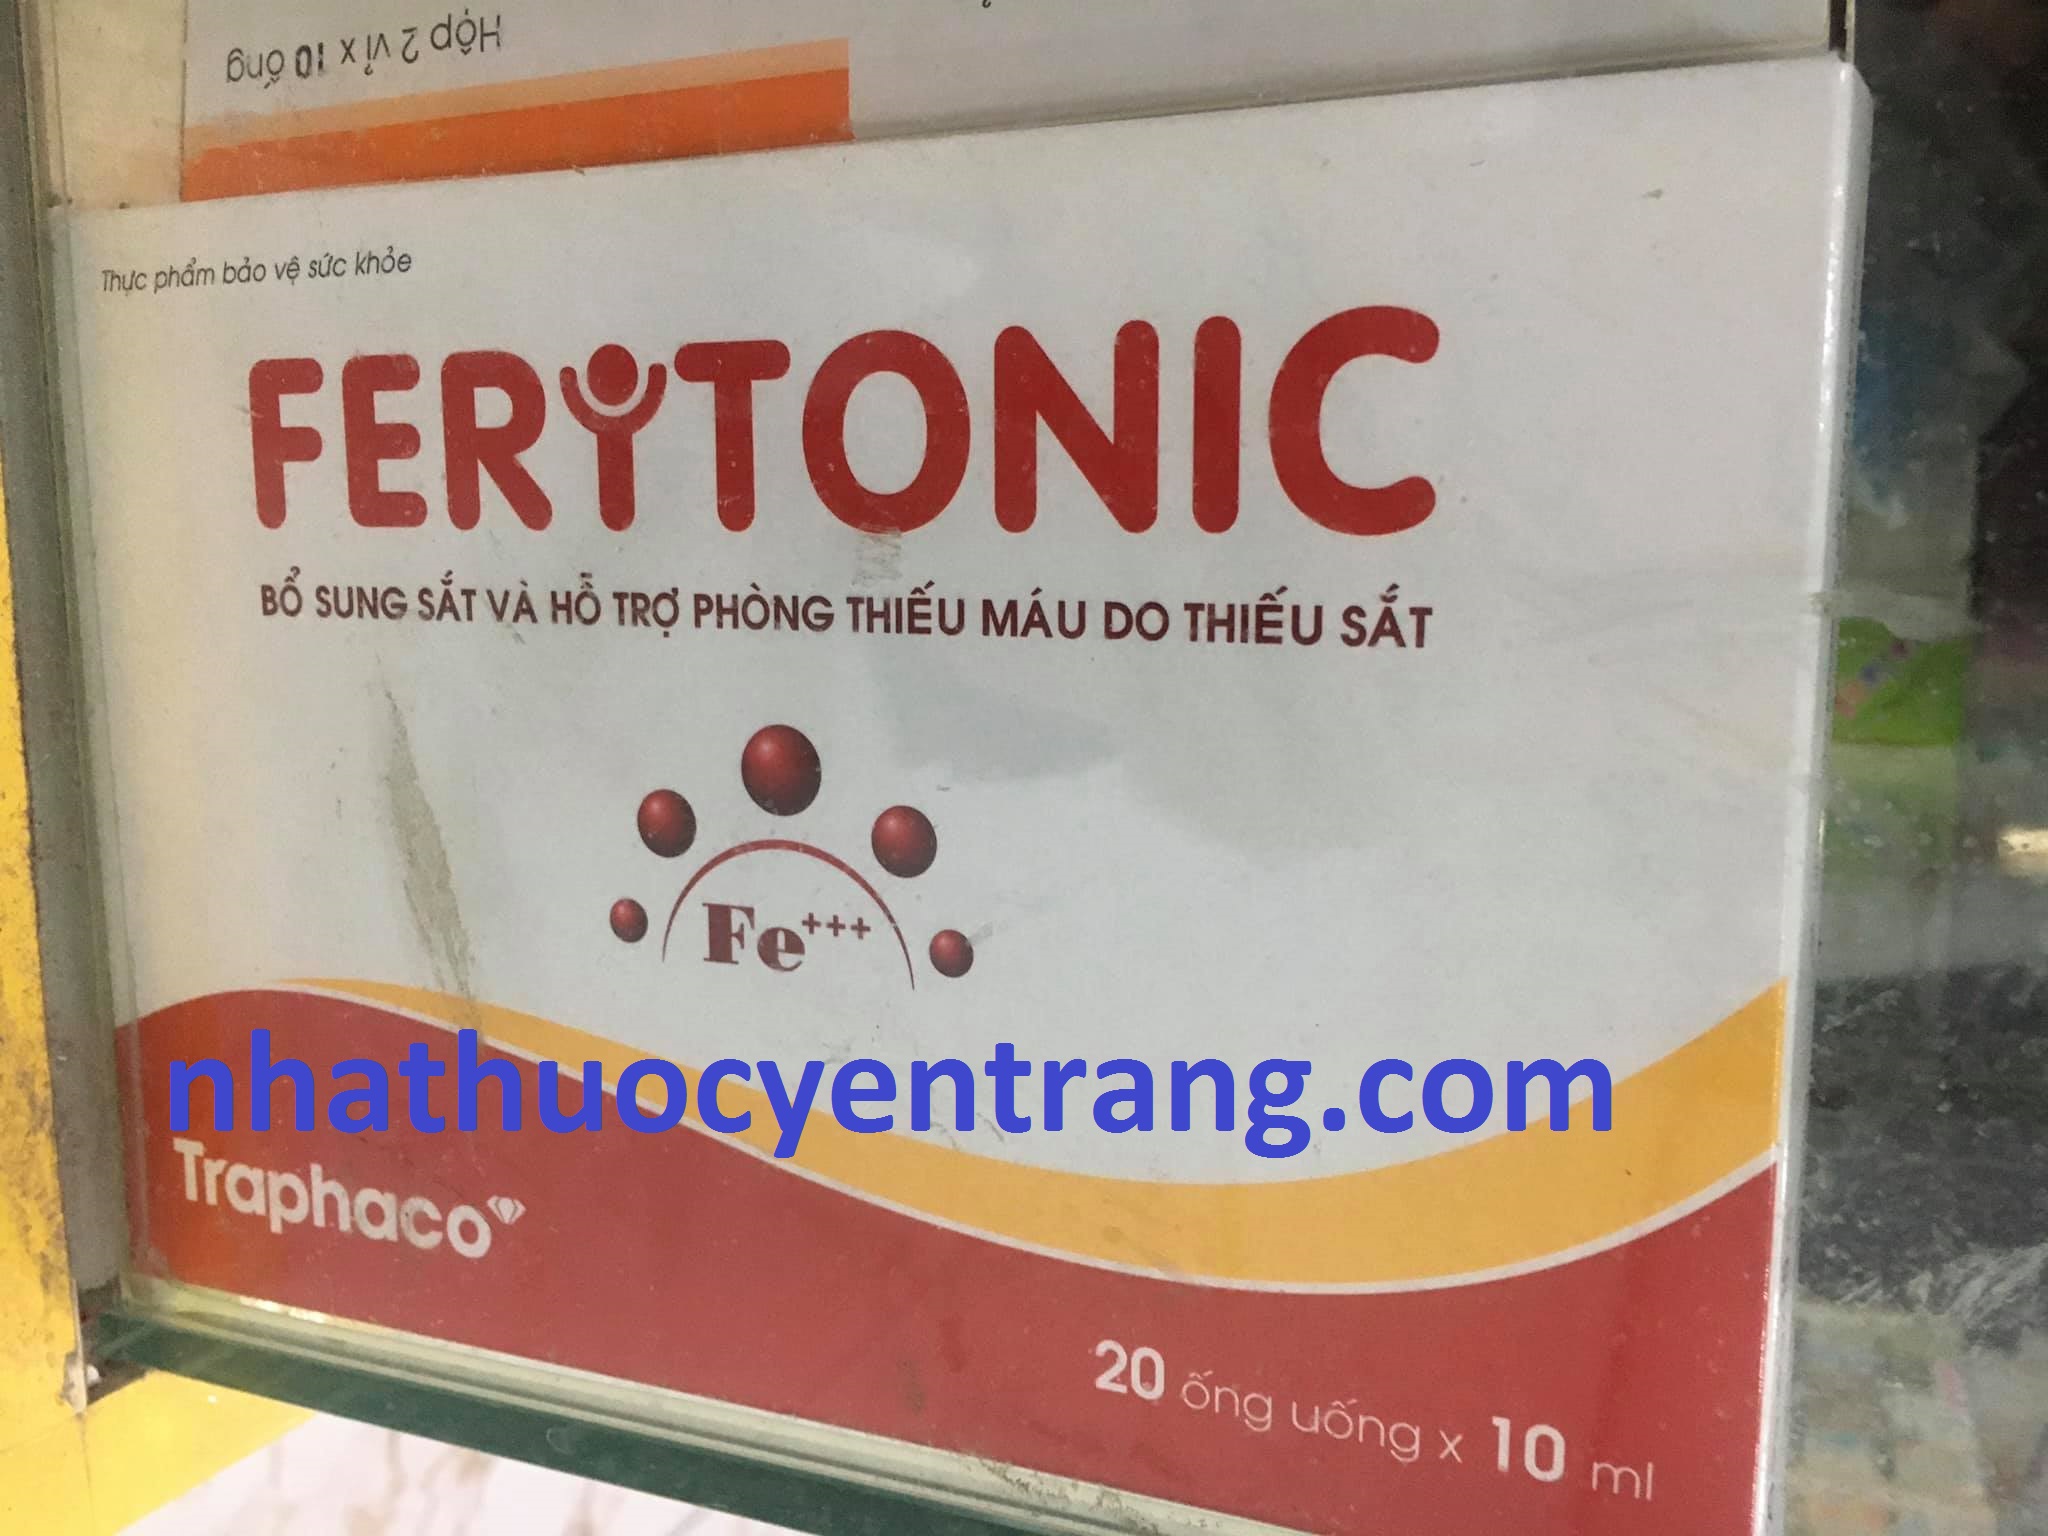 Hộp 2 vỉ x 10 ống
Thực phẩm bảo vệ sức khỏe
FERYTONIC
BỔ SUNG SẮT VÀ HỖ TRỢ PHÒNG THIẾU MÁU DO THIẾU SẮT
Fe+++
nhathuocyentrang.com
Traphaco
20 ống uống x 10 ml